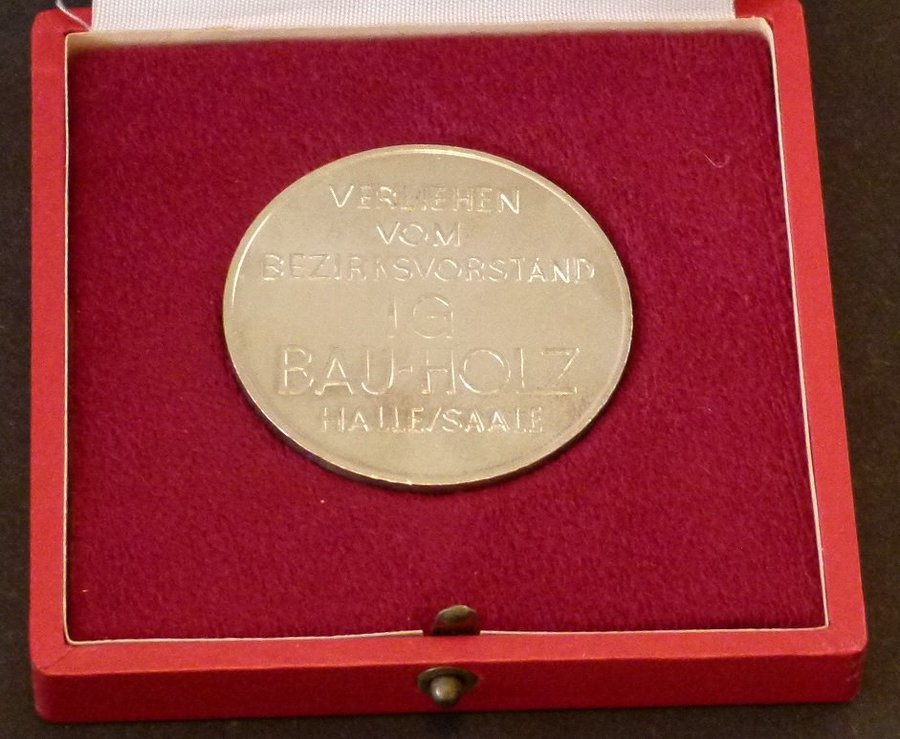 VERLIEHEN
VOM
BEZIRKSVORSTAND
IG
BAU-HOLZ
HALLE/SAALE